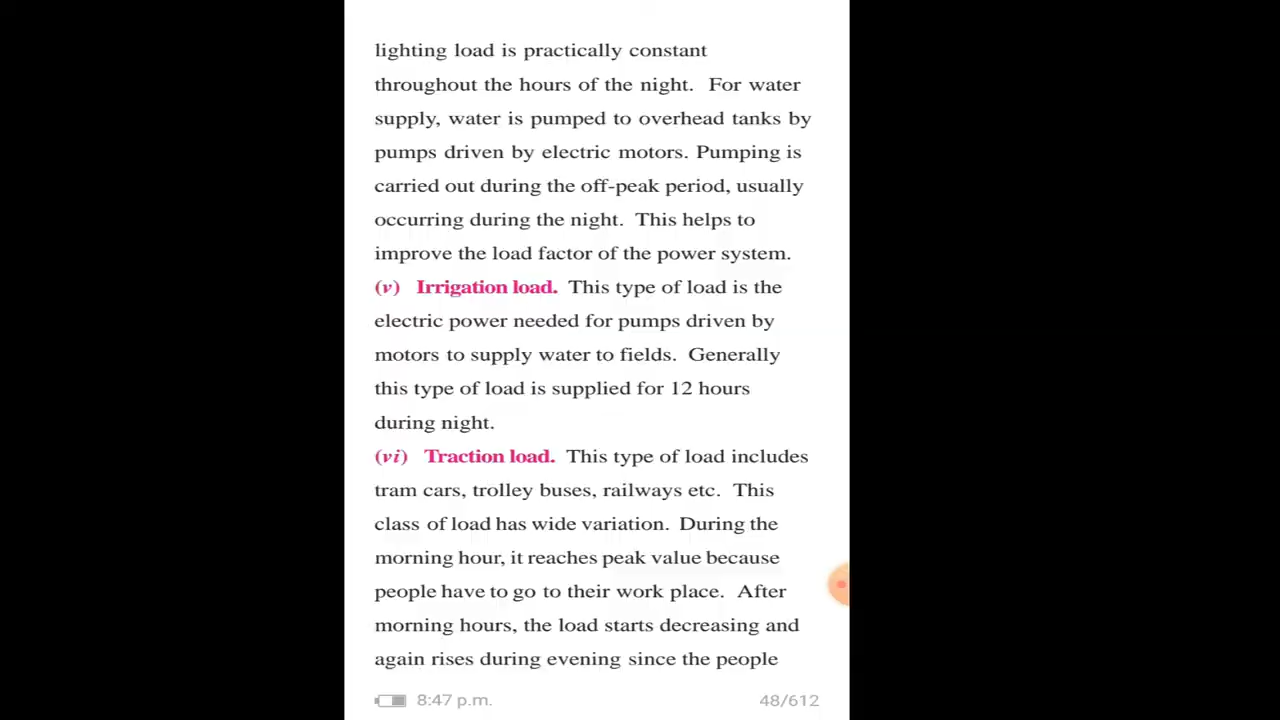 lighting load is practically constant
throughout the hours of the night. For water
supply, water is pumped to overhead tanks by
pumps driven by electric motors. Pumping is
carried out during the off-peak period, usually
occurring during the night. This helps to
improve the load factor of the power system.
(v) Irrigation load. This type of load is the
electric power needed for pumps driven by
motors to supply water to fields. Generally
this type of load is supplied for 12 hours
during night.
(vi) Traction load. This type of load includes
tram cars, trolley buses, railways etc. This
class of load has wide variation. During the
morning hour, it reaches peak value because
people have to go to their work place. After
morning hours, the load starts decreasing and
again rises during evening since the people
8:47 p.m. 48/612